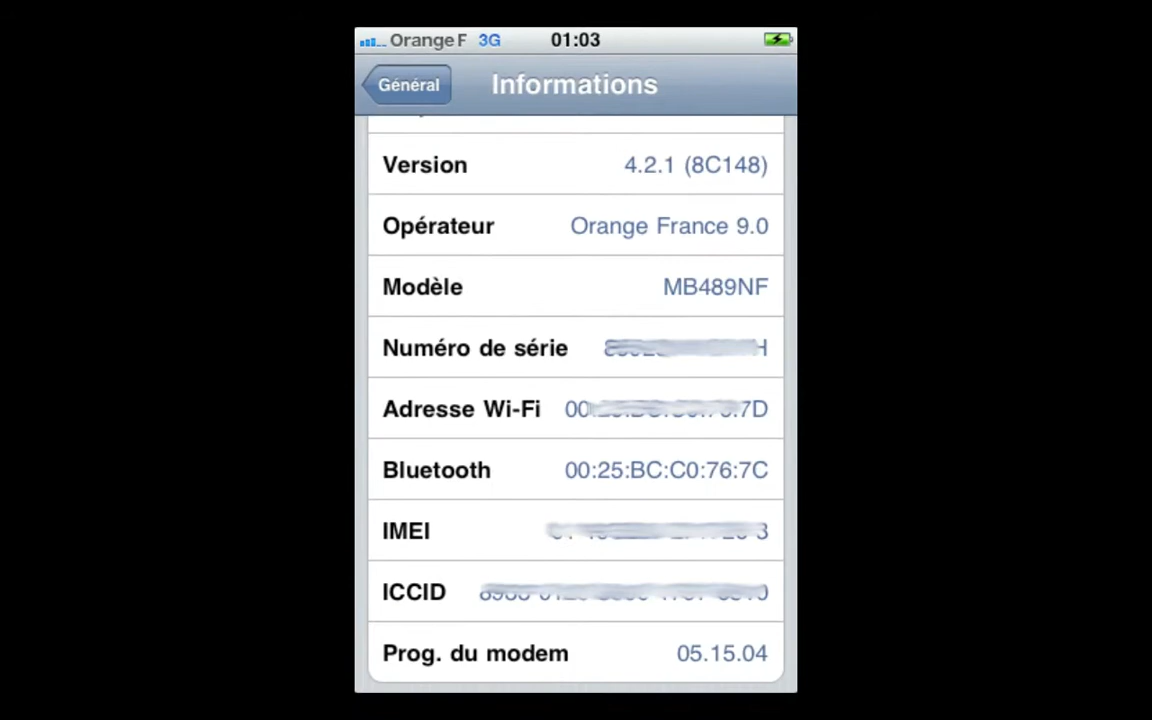 Orange F 3G 01:03
Général Informations
Version 4.2.1 (8C148)
Opérateur Orange France 9.0
Modèle MB489NF
Numéro de série
Adresse Wi-Fi
Bluetooth 00:25:BC:C0:76:7C
IMEI
ICCID
Prog. du modem 05.15.04